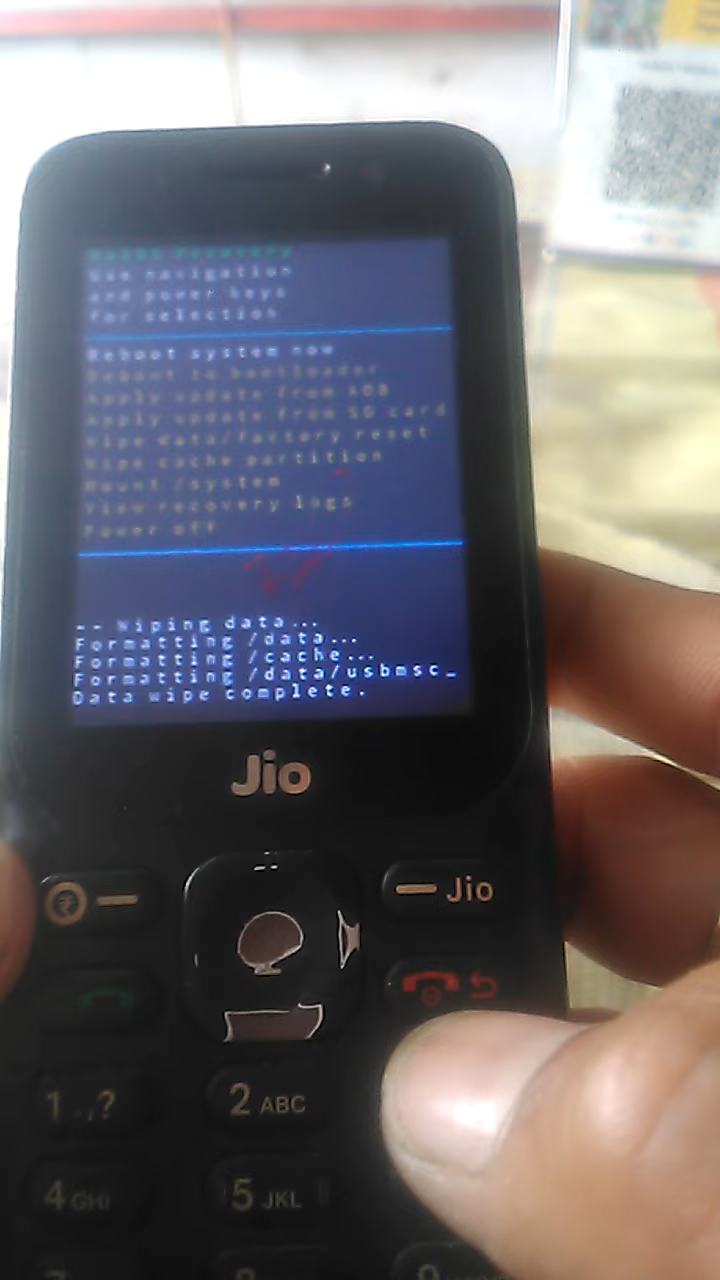 Use navigation
and power keys
for selection
Reboot system now
Reboot to bootloader
Apply update from ADB
Apply update from SD card
Wipe data/factory reset
Wipe cache partition
Mount /system
View recovery logs
Power off
-- Wiping data...
Formatting /data...
Formatting /cache...
Formatting /data/usbmsc_
Data wipe complete.
Jio
₹
Jio
1 .,?
2 ABC
4 GHI
5 JKL